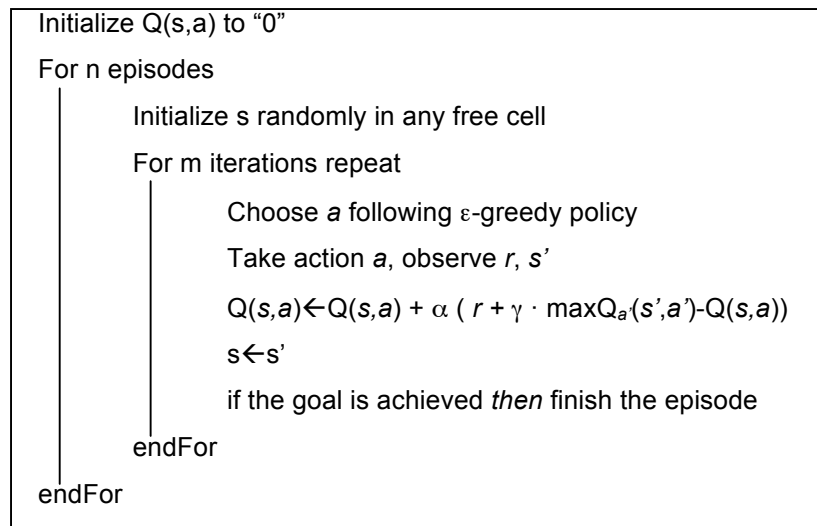 Initialize Q(s,a) to “0”
For n episodes
Initialize s randomly in any free cell
For m iterations repeat
Choose a following ε-greedy policy
Take action a, observe r, s’
Q(s,a)←Q(s,a) + α ( r + γ · maxQa’(s’,a’)-Q(s,a))
s←s’
if the goal is achieved then finish the episode
endFor
endFor